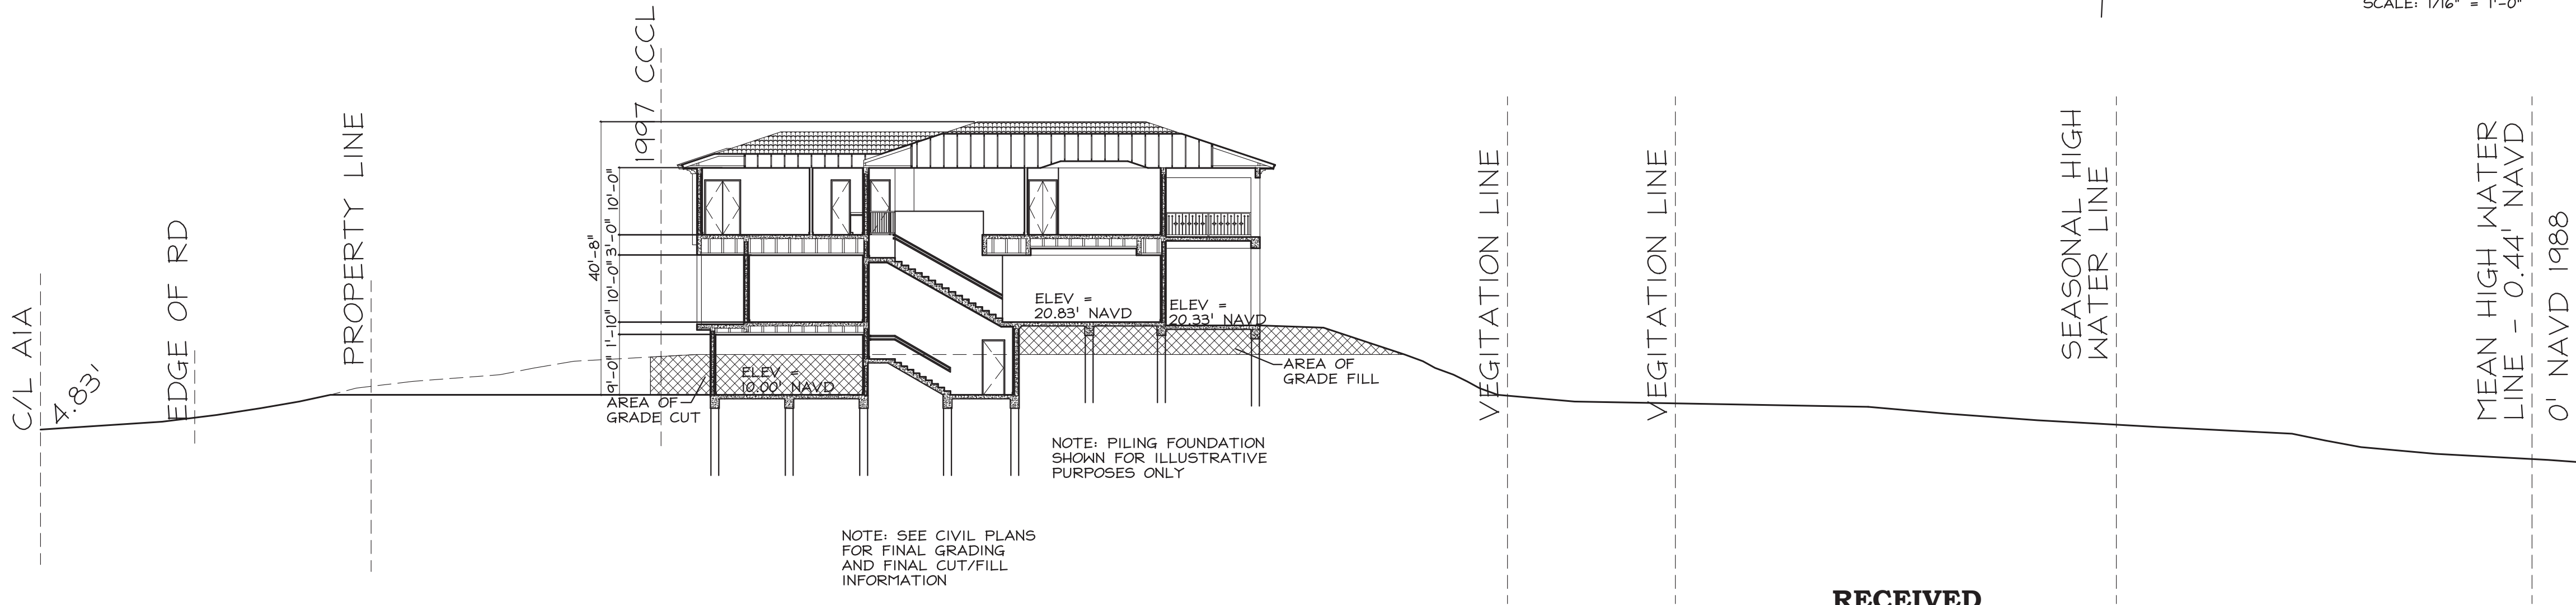 SCALE: 1/16" = 1'-0"
C/L A1A
4.83'
EDGE OF RD
PROPERTY LINE
1997 CCCL
40'-8"
10'-0"
3'-0"
10'-0"
1'-10"
9'-0"
ELEV =
10.00' NAVD
AREA OF
GRADE CUT
ELEV =
20.83' NAVD
ELEV =
20.33' NAVD
AREA OF
GRADE FILL
NOTE: PILING FOUNDATION
SHOWN FOR ILLUSTRATIVE
PURPOSES ONLY
NOTE: SEE CIVIL PLANS
FOR FINAL GRADING
AND FINAL CUT/FILL
INFORMATION
VEGITATION LINE
VEGITATION LINE
SEASONAL HIGH
WATER LINE
MEAN HIGH WATER
LINE - 0.44' NAVD
0' NAVD 1988
RECEIVED